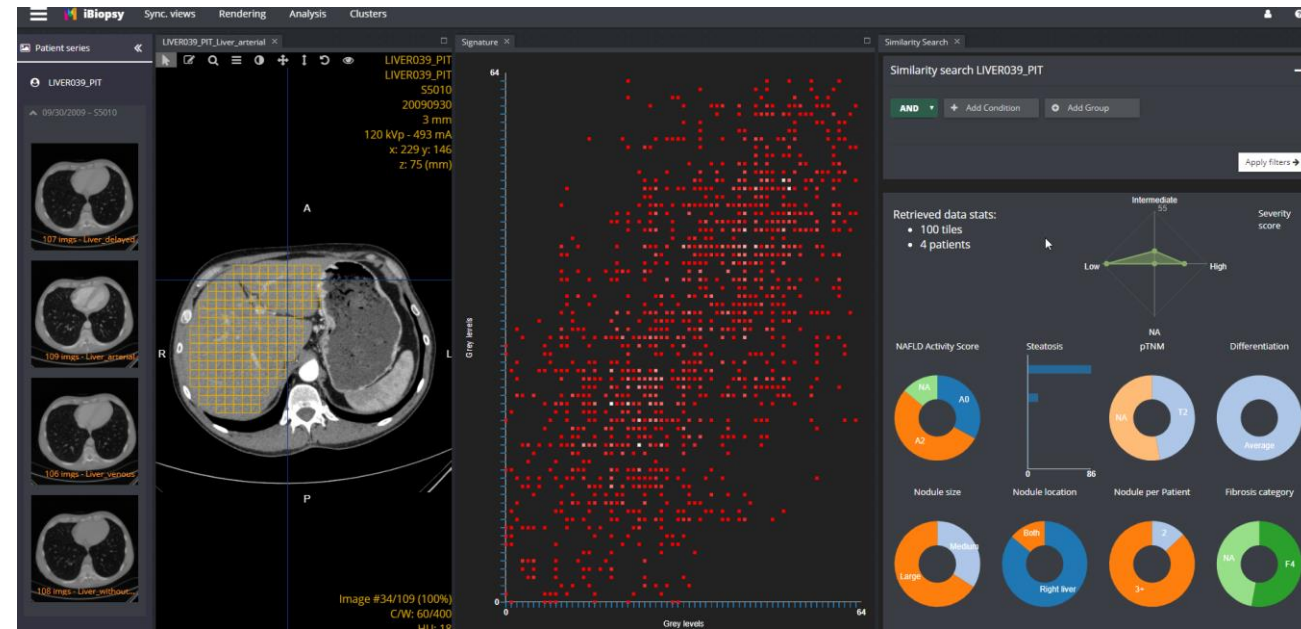 iBiopsy
Sync. views
Rendering
Analysis
Clusters
Patient series
LIVER039_PIT
09/30/2009 - S5010
107 imgs - Liver_delayed
109 imgs - Liver_arterial
106 imgs - Liver_venous
108 imgs - Liver_without...
LIVER039_PIT_Liver_arterial
LIVER039_PIT
LIVER039_PIT
S5010
20090930
3 mm
120 kVp - 493 mA
x: 229 y: 146
z: 75 (mm)
A
R
L
P
Image #34/109 (100%)
C/W: 60/400
HU: 18
Signature
64
Grey levels
0
0
64
Grey levels
Similarity Search
Similarity search LIVER039_PIT
AND
Add Condition
Add Group
Apply filters
Retrieved data stats:
• 100 tiles
• 4 patients
Intermediate
55
Severity
score
Low
High
NA
NAFLD Activity Score
Steatosis
pTNM
Differentiation
NA
A0
A2
0
86
NA
T2
Average
Nodule size
Nodule location
Nodule per Patient
Fibrosis category
Medium
Large
Both
Right liver
2
3+
NA
F4